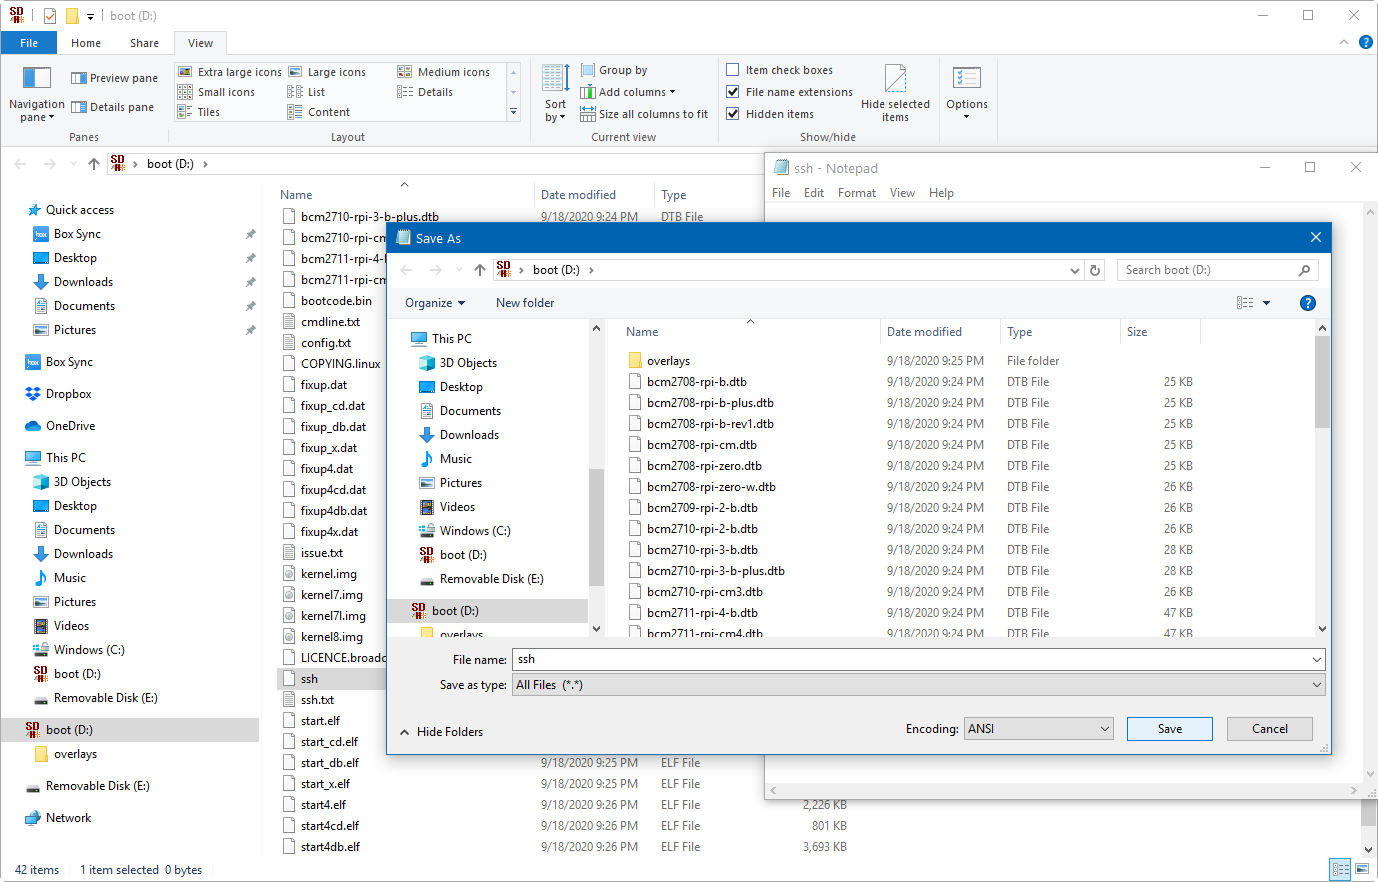 boot (D:)
File Home Share View
Navigation pane
Preview pane
Details pane
Panes
Extra large icons Large icons Medium icons
Small icons List Details
Tiles Content
Layout
Sort by
Group by
Add columns
Size all columns to fit
Current view
Item check boxes
File name extensions
Hidden items
Hide selected items
Show/hide
Options
SD
boot (D:)
Quick access
Box Sync
Desktop
Downloads
Documents
Pictures
box Box Sync
Dropbox
OneDrive
This PC
3D Objects
Desktop
Documents
Downloads
Music
Pictures
Videos
Windows (C:)
boot (D:)
Removable Disk (E:)
boot (D:)
overlays
Removable Disk (E:)
Network
Name Date modified Type
bcm2710-rpi-3-b-plus.dtb 9/18/2020 9:24 PM DTB File
bcm2710-rpi-cm
bcm2711-rpi-4-
bcm2711-rpi-cm
bootcode.bin
cmdline.txt
config.txt
COPYING.linux
fixup.dat
fixup_cd.dat
fixup_db.dat
fixup_x.dat
fixup4.dat
fixup4cd.dat
fixup4db.dat
fixup4x.dat
issue.txt
kernel.img
kernel7.img
kernel7l.img
kernel8.img
LICENCE.broadc
ssh
ssh.txt
start.elf
start_cd.elf
start_db.elf 9/18/2020 9:25 PM ELF File
start_x.elf 9/18/2020 9:25 PM ELF File
start4.elf 9/18/2020 9:26 PM ELF File 2,226 KB
start4cd.elf 9/18/2020 9:26 PM ELF File 801 KB
start4db.elf 9/18/2020 9:26 PM ELF File 3,693 KB
42 items 1 item selected 0 bytes
ssh - Notepad
File Edit Format View Help
Save As
SD boot (D:)
Search boot (D:)
Organize New folder
This PC
3D Objects
Desktop
Documents
Downloads
Music
Pictures
Videos
Windows (C:)
boot (D:)
Removable Disk (E:)
boot (D:)
overlays
Name Date modified Type Size
overlays 9/18/2020 9:25 PM File folder
bcm2708-rpi-b.dtb 9/18/2020 9:24 PM DTB File 25 KB
bcm2708-rpi-b-plus.dtb 9/18/2020 9:24 PM DTB File 25 KB
bcm2708-rpi-b-rev1.dtb 9/18/2020 9:24 PM DTB File 25 KB
bcm2708-rpi-cm.dtb 9/18/2020 9:24 PM DTB File 25 KB
bcm2708-rpi-zero.dtb 9/18/2020 9:24 PM DTB File 25 KB
bcm2708-rpi-zero-w.dtb 9/18/2020 9:24 PM DTB File 26 KB
bcm2709-rpi-2-b.dtb 9/18/2020 9:24 PM DTB File 26 KB
bcm2710-rpi-2-b.dtb 9/18/2020 9:24 PM DTB File 26 KB
bcm2710-rpi-3-b.dtb 9/18/2020 9:24 PM DTB File 28 KB
bcm2710-rpi-3-b-plus.dtb 9/18/2020 9:24 PM DTB File 28 KB
bcm2710-rpi-cm3.dtb 9/18/2020 9:24 PM DTB File 26 KB
bcm2711-rpi-4-b.dtb 9/18/2020 9:24 PM DTB File 47 KB
bcm2711-rpi-cm4.dtb 9/18/2020 9:24 PM DTB File 47 KB
File name: ssh
Save as type: All Files (*.*)
Hide Folders
Encoding: ANSI
Save Cancel